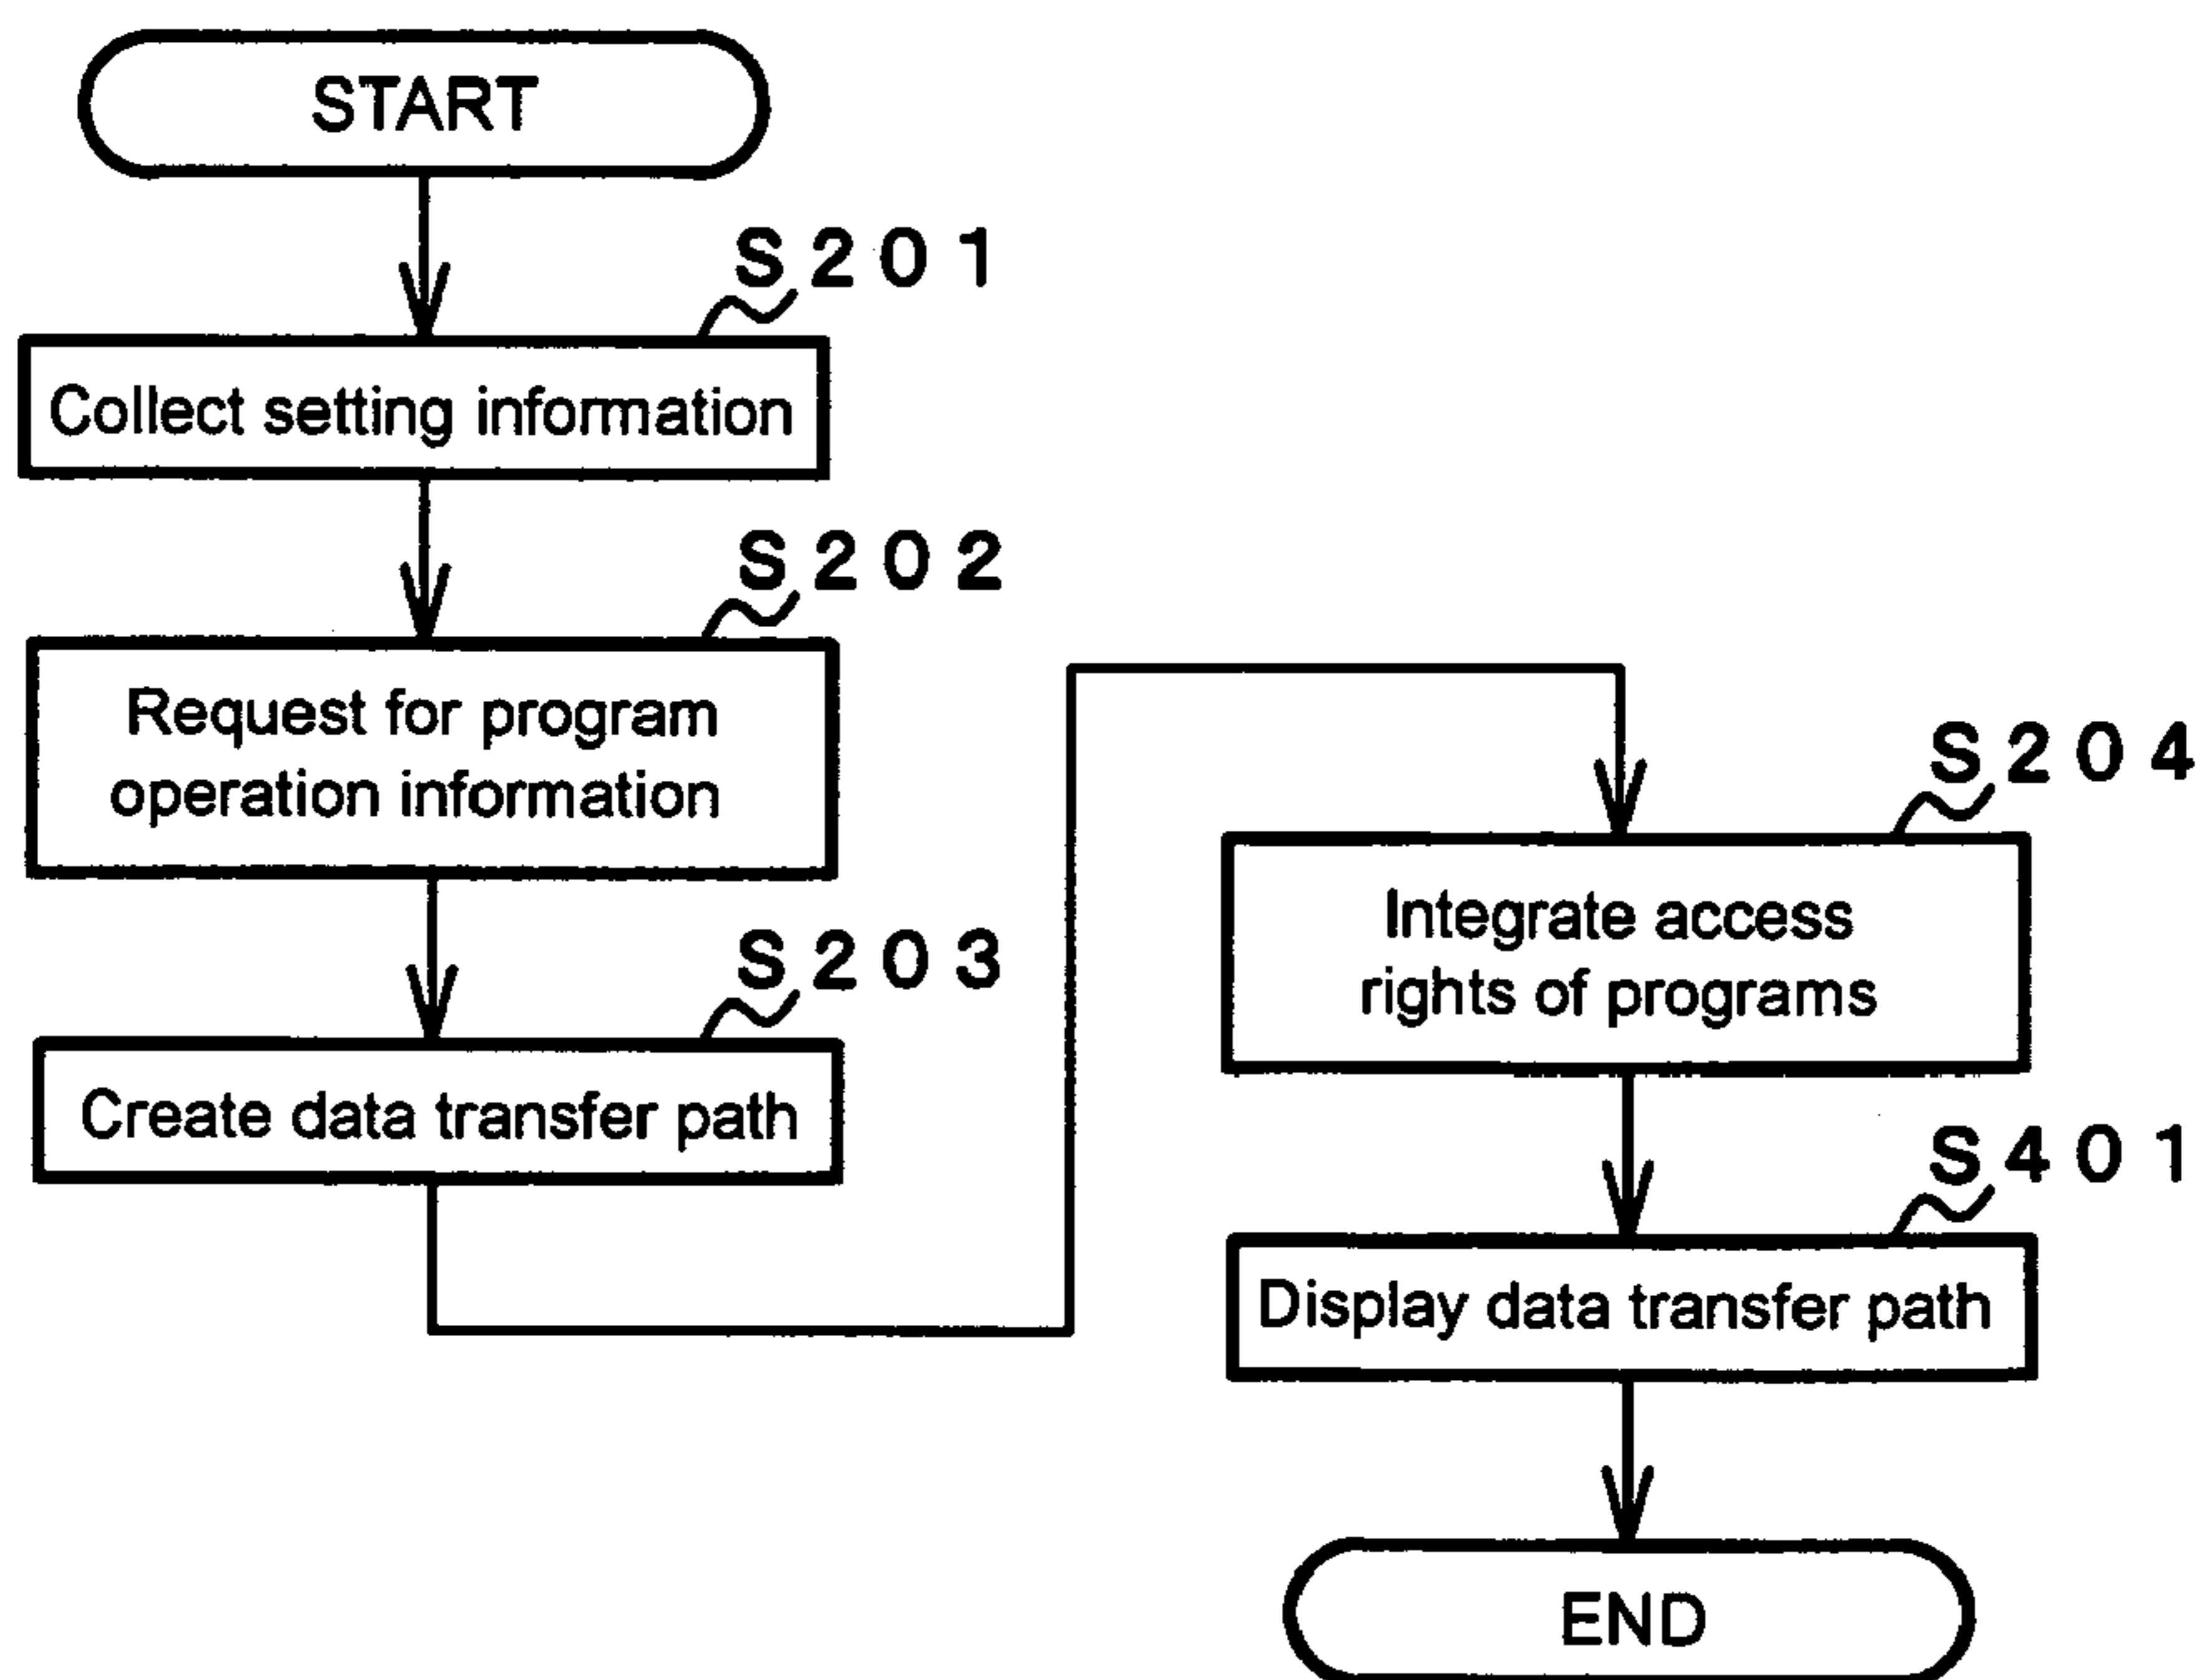 START
S201
Collect setting information
S202
Request for program
operation information
S203
Create data transfer path
S204
Integrate access
rights of programs
S401
Display data transfer path
END